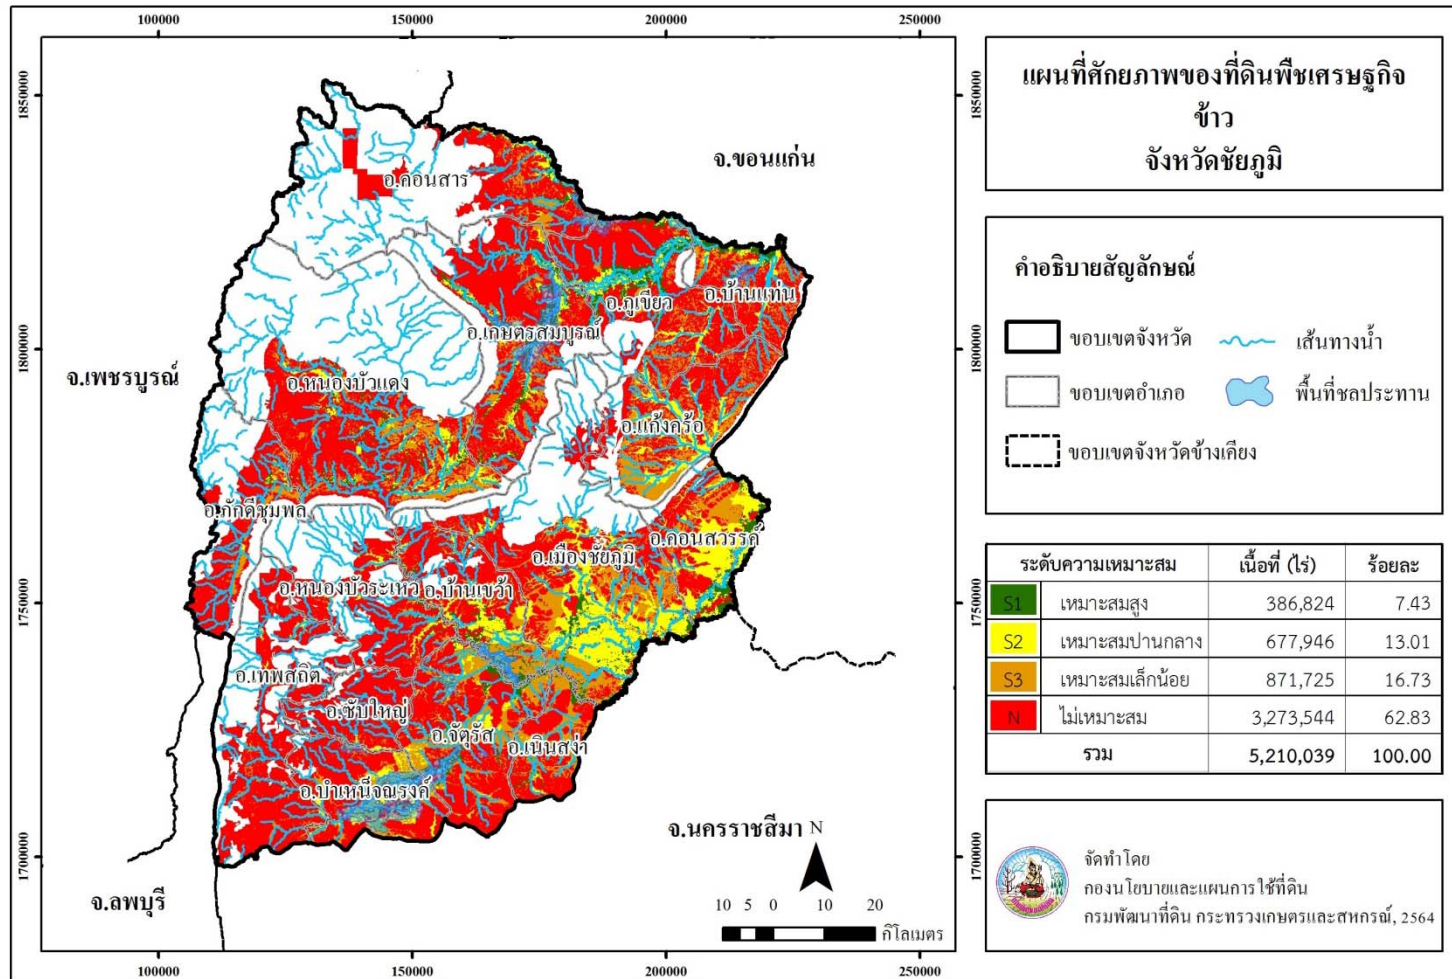 100000 150000 200000 250000
1850000
1800000
1750000
1700000
จ.ขอนแก่น
จ.เพชรบูรณ์
จ.นครราชสีมา
จ.ลพบุรี
อ.คอนสาร
อ.ภูเขียว
อ.บ้านแท่น
อ.เกษตรสมบูรณ์
อ.หนองบัวแดง
อ.แก้งคร้อ
อ.ภักดีชุมพล
อ.คอนสวรรค์
อ.เมืองชัยภูมิ
อ.หนองบัวระเหว
อ.บ้านเขว้า
อ.เทพสถิต
อ.ซับใหญ่
อ.จัตุรัส
อ.เนินสง่า
อ.บำเหน็จณรงค์
N
10 5 0 10 20
กิโลเมตร
1850000
1800000
1750000
1700000
100000 150000 200000 250000
แผนที่ศักยภาพของที่ดินพืชเศรษฐกิจ
ข้าว
จังหวัดชัยภูมิ
คำอธิบายสัญลักษณ์
ขอบเขตจังหวัด เส้นทางน้ำ
ขอบเขตอำเภอ พื้นที่ชลประทาน
ขอบเขตจังหวัดข้างเคียง
ระดับความเหมาะสม เนื้อที่ (ไร่) ร้อยละ
S1 เหมาะสมสูง 386,824 7.43
S2 เหมาะสมปานกลาง 677,946 13.01
S3 เหมาะสมเล็กน้อย 871,725 16.73
N ไม่เหมาะสม 3,273,544 62.83
รวม 5,210,039 100.00
จัดทำโดย
กองนโยบายและแผนการใช้ที่ดิน
กรมพัฒนาที่ดิน กระทรวงเกษตรและสหกรณ์, 2564